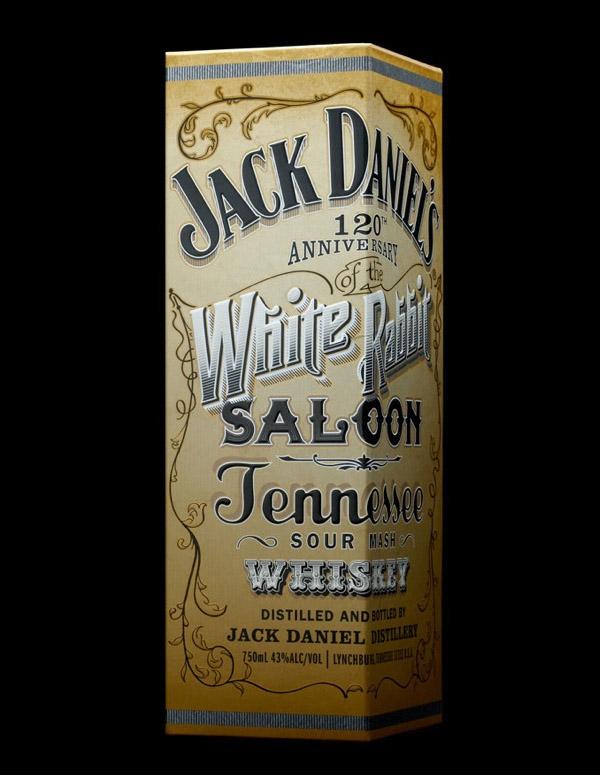 JACK DANIEL'S
120TH
ANNIVERSARY
of the
White Rabbit
SALOON
Tennessee
SOUR MASH
WHISKEY
DISTILLED AND BOTTLED BY
JACK DANIEL DISTILLERY
750mL 43%ALC/VOL | LYNCHBURG, TENNESSEE 37352 U.S.A.